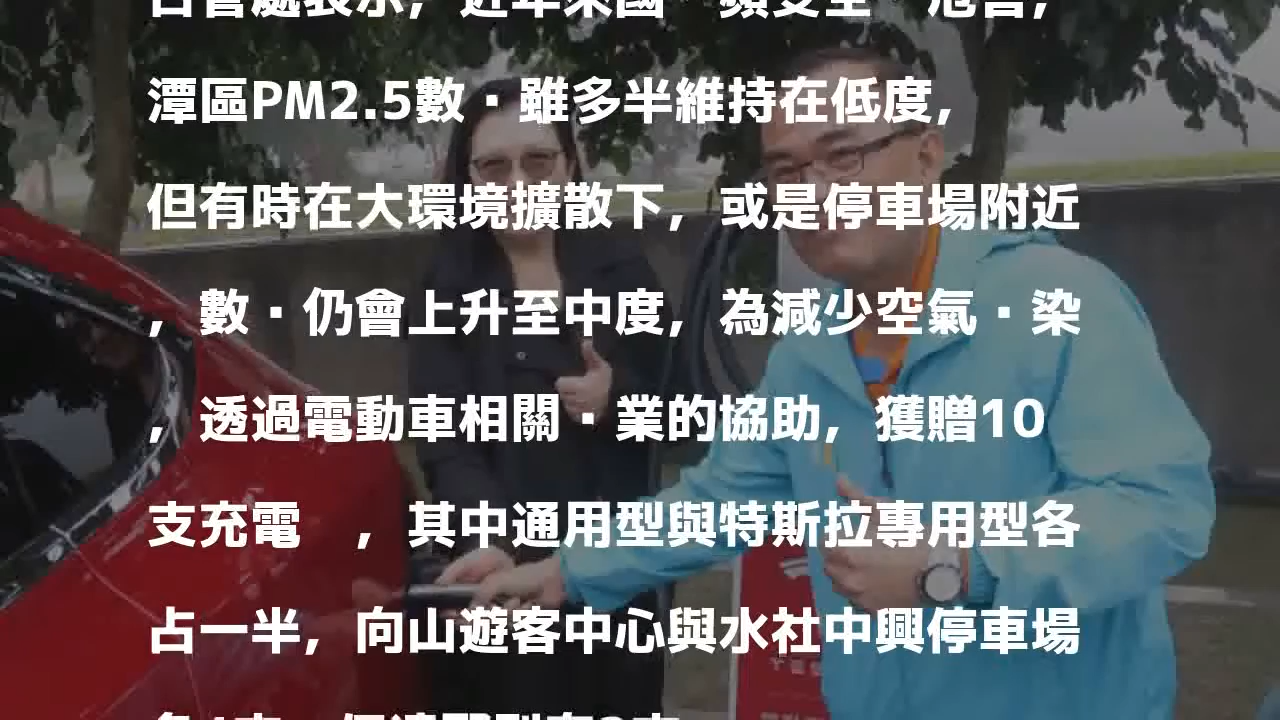 潭區PM2.5數▪雖多半維持在低度，
但有時在大環境擴散下，或是停車場附近
，數▪仍會上升至中度，為減少空氣▪染
，透過電動車相關▪業的協助，獲贈10
支充電　，其中通用型與特斯拉專用型各
占一半，向山遊客中心與水社中興停車場